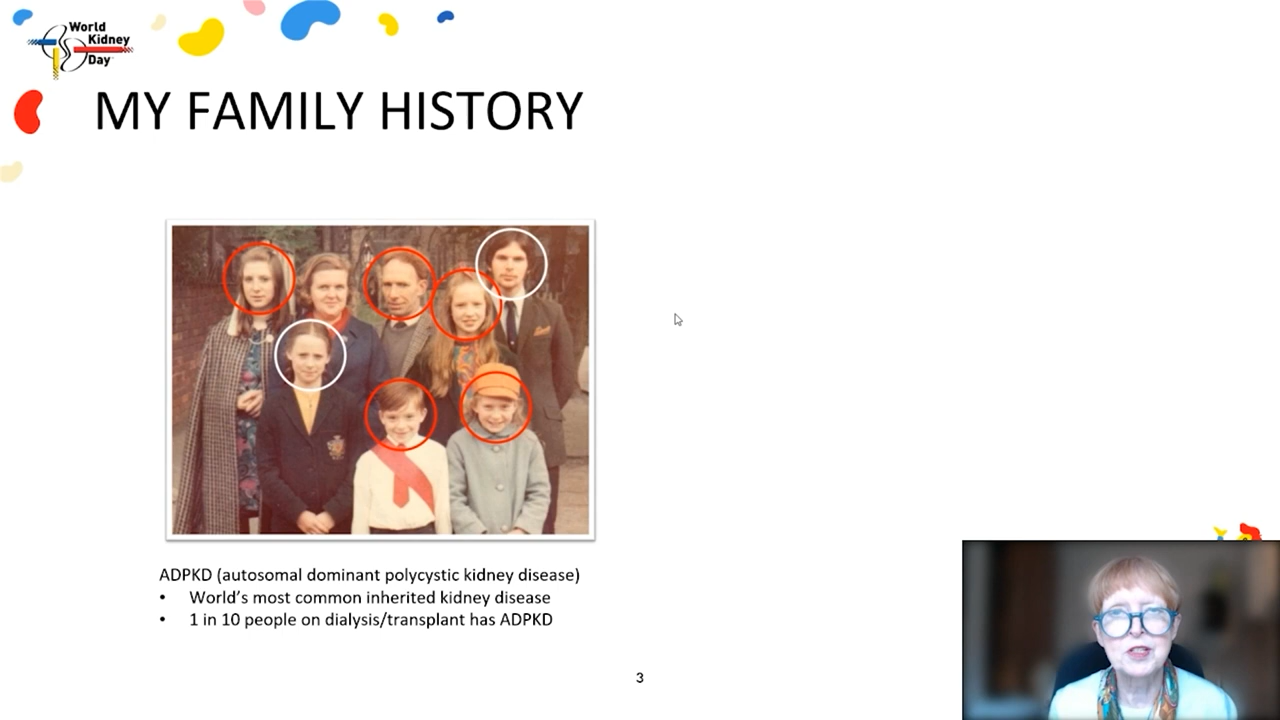 World
Kidney
Day
MY FAMILY HISTORY
ADPKD (autosomal dominant polycystic kidney disease)
• World's most common inherited kidney disease
• 1 in 10 people on dialysis/transplant has ADPKD
3